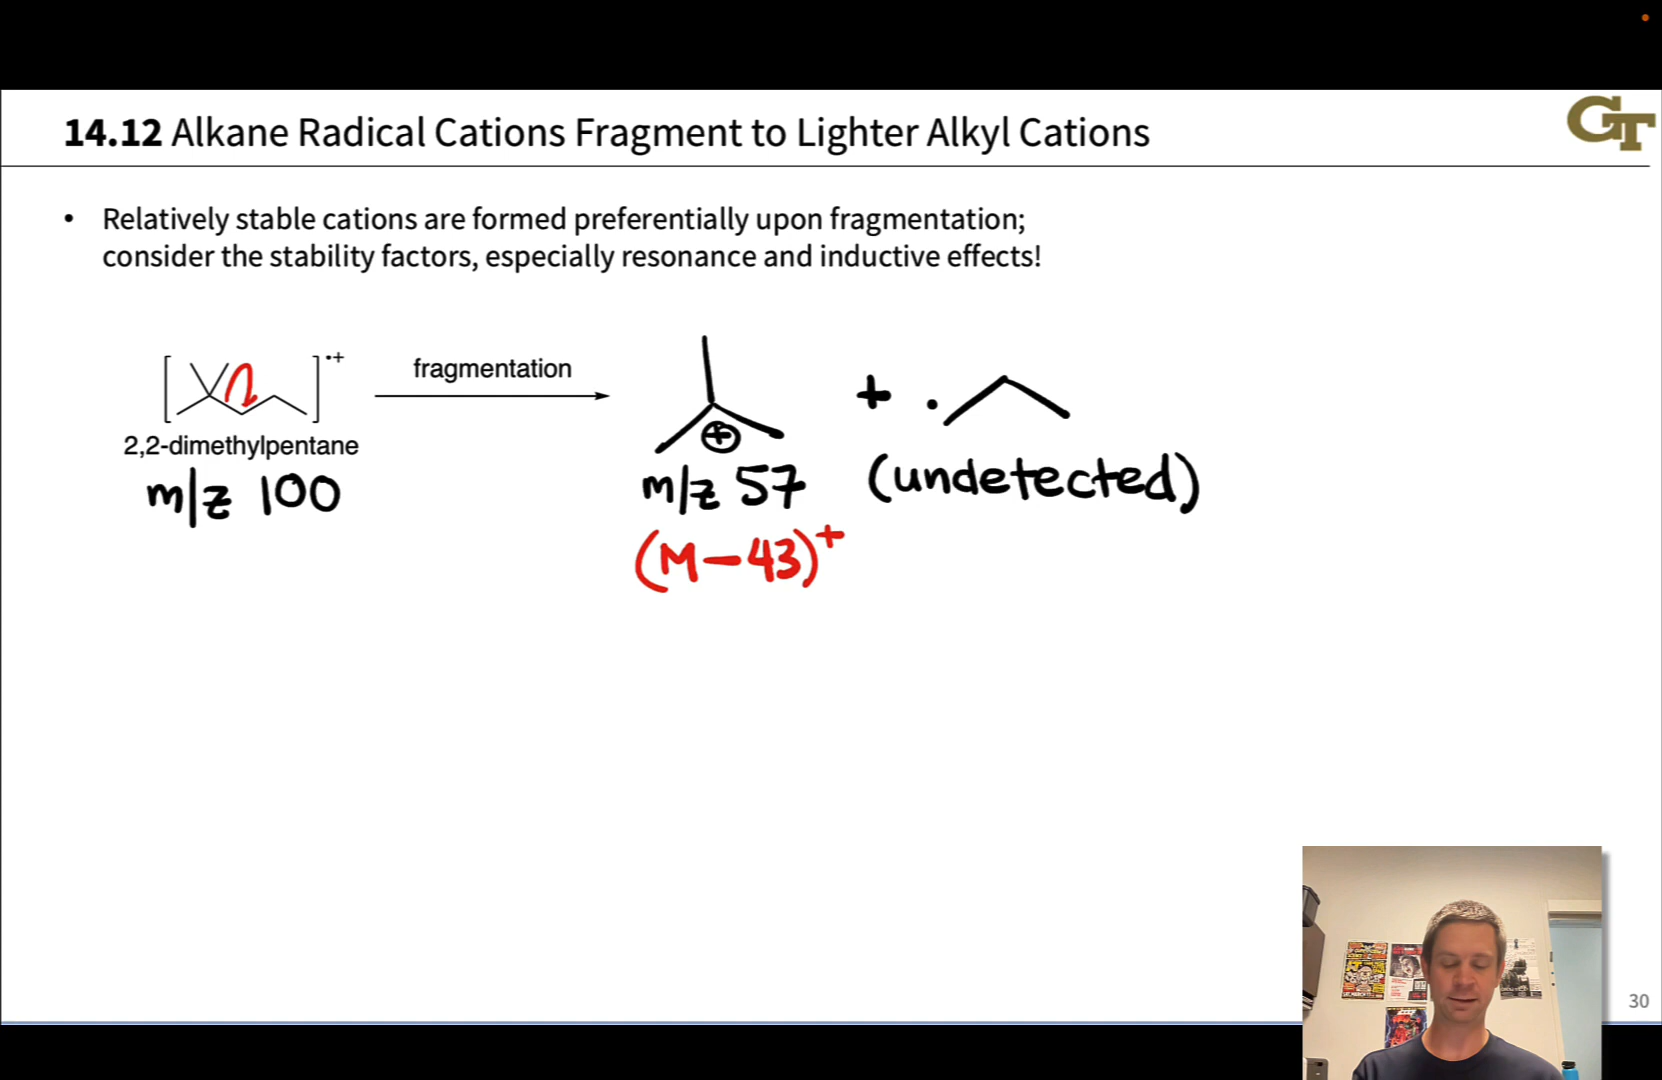 GT
14.12 Alkane Radical Cations Fragment to Lighter Alkyl Cations
• Relatively stable cations are formed preferentially upon fragmentation;
consider the stability factors, especially resonance and inductive effects!
[ ]•+
fragmentation
+ •
⊕
2,2-dimethylpentane
m/z 100
m/z 57
(undetected)
(M–43)+
30